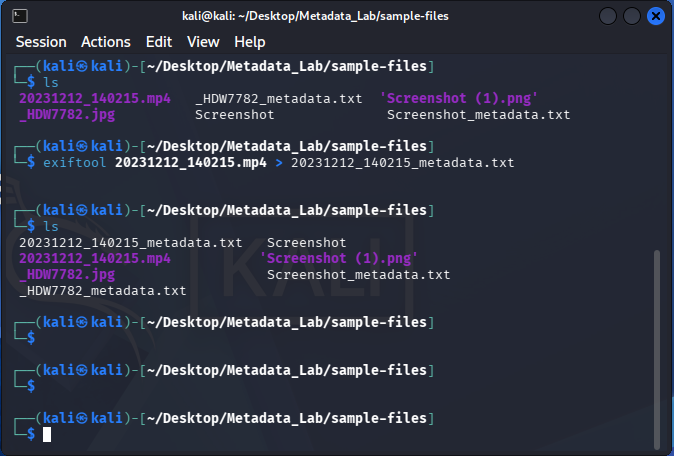 kali@kali: ~/Desktop/Metadata_Lab/sample-files
Session Actions Edit View Help
┌──(kali㉿kali)-[~/Desktop/Metadata_Lab/sample-files]
└─$ ls
20231212_140215.mp4 _HDW7782_metadata.txt 'Screenshot (1).png'
_HDW7782.jpg Screenshot Screenshot_metadata.txt
┌──(kali㉿kali)-[~/Desktop/Metadata_Lab/sample-files]
└─$ exiftool 20231212_140215.mp4 > 20231212_140215_metadata.txt
┌──(kali㉿kali)-[~/Desktop/Metadata_Lab/sample-files]
└─$ ls
20231212_140215_metadata.txt Screenshot
20231212_140215.mp4 'Screenshot (1).png'
_HDW7782.jpg Screenshot_metadata.txt
_HDW7782_metadata.txt
┌──(kali㉿kali)-[~/Desktop/Metadata_Lab/sample-files]
└─$
┌──(kali㉿kali)-[~/Desktop/Metadata_Lab/sample-files]
└─$
┌──(kali㉿kali)-[~/Desktop/Metadata_Lab/sample-files]
└─$
KALI